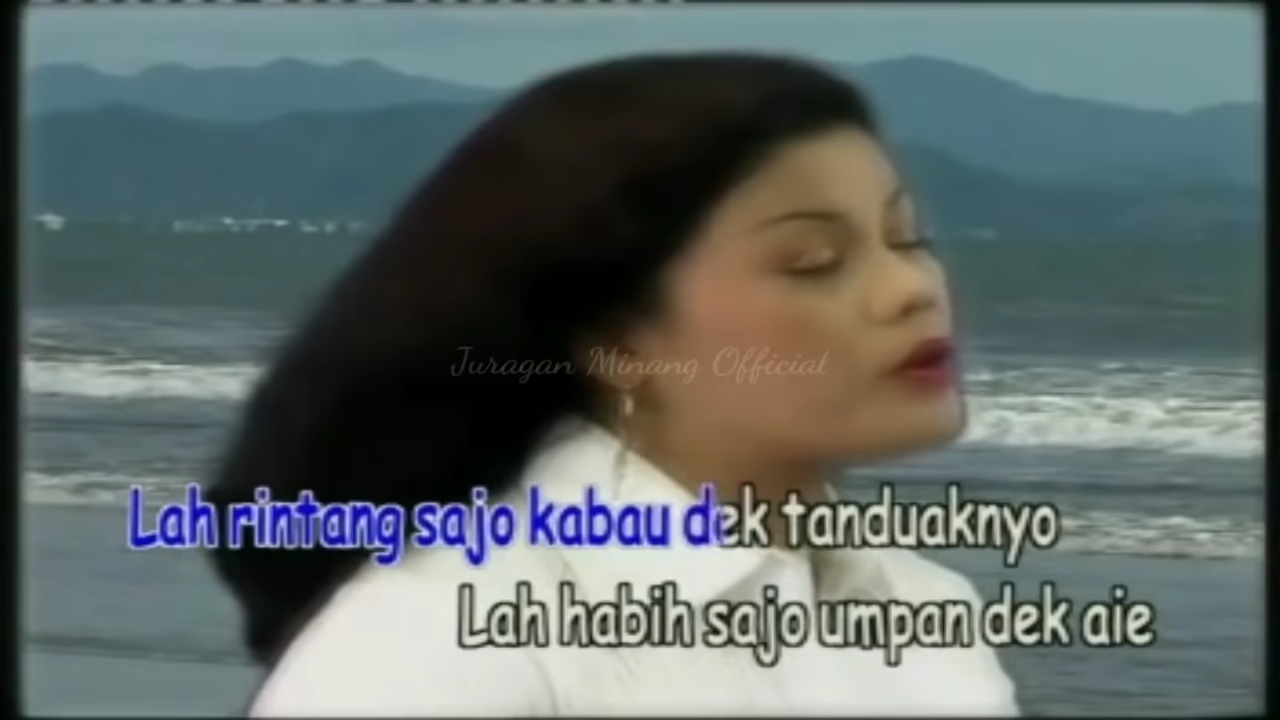 Juragan Minang Official
Lah rintang sajo kabau dek tanduaknyo
Lah habih sajo umpan dek aie